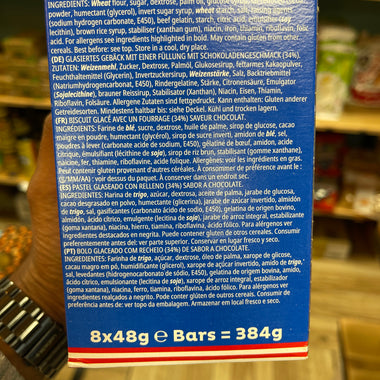 INGREDIENTS: Wheat flour, sugar, dextrose, palm oil, glucose
powder, humectant (glycerol), invert sugar syrup, wheat starch, salt,
(sodium hydrogen carbonate, E450), beef gelatin, starch, citric acid, emulsifier (soy
lecithin), brown rice syrup, stabiliser (xanthan gum), niacin, iron, thiamin, riboflavin, folic
acid. For allergens see ingredients highlighted in bold. May contain gluten from other
cereals. Best before: see top. Store in a cool, dry place.
(DE) GLASIERTES GEBÄCK MIT EINER FÜLLUNG MIT SCHOKOLADENGESCHMACK (34%).
ZUTATEN: Weizenmehl, Zucker, Dextrose, Palmöl, Glukosesirup, fettarmes Kakaopulver,
Feuchthaltemittel (Glycerin), Invertzuckersirup, Weizenstärke, Salz, Backtriebmittel
(Natriumhydrogencarbonat, E450), Rindergelatine, Stärke, Citronensäure, Emulgator
(Sojalecithine), brauner Reissirup, Stabilisator (Xanthan), Niacin, Eisen, Thiamin,
Riboflavin, Folsäure. Allergene Zutaten sind fettgedruckt. Kann enthalten: Gluten anderer
Getreidesorten. Mindestens haltbar bis: siehe Deckel. Kühl und trocken lagern.
(FR) BISCUIT GLACÉ AVEC UN FOURRAGE SAVEUR CHOCOLAT.
INGRÉDIENTS: Farine de blé, sucre, dextrose, huile de palme, sirop de glucose, cacao
maigre en poudre, humectant (glycérol), sirop de sucre inverti, amidon de blé, sel,
poudres à lever (carbonate acide de sodium, E450), gélatine de bœuf, amidon, acide
citrique, émulsifiant (lécithine de soja), sirop de riz brun, stabilisant (gomme xanthane),
niacine, fer, thiamine, riboflavine, acide folique. Allergènes: voir les ingrédients en gras.
Peut contenir gluten provenant d'autres céréales. À consommer de préférence avant le :
(JJ/MM/AA) : voir dessus du paquet. À conserver dans un endroit sec.
(ES) PASTEL GLASEADO CON RELLENO (34%) SABOR A CHOCOLATE.
INGREDIENTES: Harina de trigo, azúcar, dextrosa, aceite de palma, jarabe de glucosa,
cacao desgrasado en polvo, humectante (glicerina), jarabe de azúcar invertido, almidón
de trigo, sal, gasificantes (carbonato ácido de sodio, E450), gelatina de origen bovino,
almidón, ácido cítrico, emulgente (lecitina de soja), jarabe de arroz integral, estabilizante
(goma xantana), niacina, hierro, tiamina, riboflavina, ácido fólico. Para alérgenos ver
ingredientes destacados en negrita. Puede contener gluten de otros cereales. Consumir
preferentemente antes del: ver parte superior. Conservar en lugar fresco y seco.
(PT) BOLO GLACEADO COM RECHEIO (34%) DE SABOR A CHOCOLATE.
INGREDIENTES: Farinha de trigo, açúcar, dextrose, óleo de palma, xarope de glicose,
cacau magro em pó, humidificante (glicerol), xarope de açúcar invertido, amido de trigo,
sal, levedantes (hidrogenocarbonato de sódio, E450), gelatina de origem bovino, amido,
ácido cítrico, emulsionante (lecitina de soja), xarope de arroz integral, estabilizante
(goma xantana), niacina, ferro, tiamina, riboflavina, ácido fólico. Para alérgenos ver
ingredientes realçados a negrito. Pode conter glúten de outros cereais. Consumir de
preferência antes de: ver topo da embalagem. Armazenar em local fresco e seco.
8x48g ℮ Bars = 384g